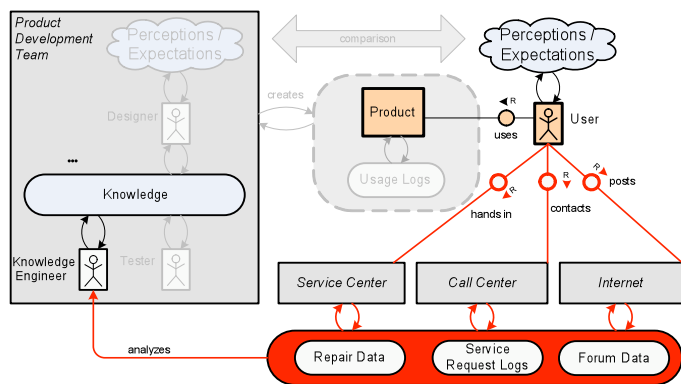 Product
Development
Team
Perceptions /
Expectations
comparison
Perceptions /
Expectations
Designer
creates
Product
R
uses
User
...
Knowledge
Usage Logs
R
hands in
R
contacts
R
posts
Knowledge
Engineer
Tester
Service Center
Call Center
Internet
analyzes
Repair Data
Service
Request Logs
Forum Data